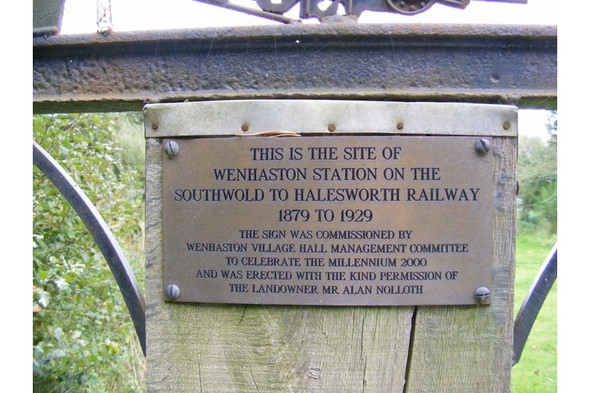 THIS IS THE SITE OF
WENHASTON STATION ON THE
SOUTHWOLD TO HALESWORTH RAILWAY
1879 TO 1929
THE SIGN WAS COMMISSIONED BY
WENHASTON VILLAGE HALL MANAGEMENT COMMITTEE
TO CELEBRATE THE MILLENNIUM 2000
AND WAS ERECTED WITH THE KIND PERMISSION OF
THE LANDOWNER MR ALAN NOLLOTH